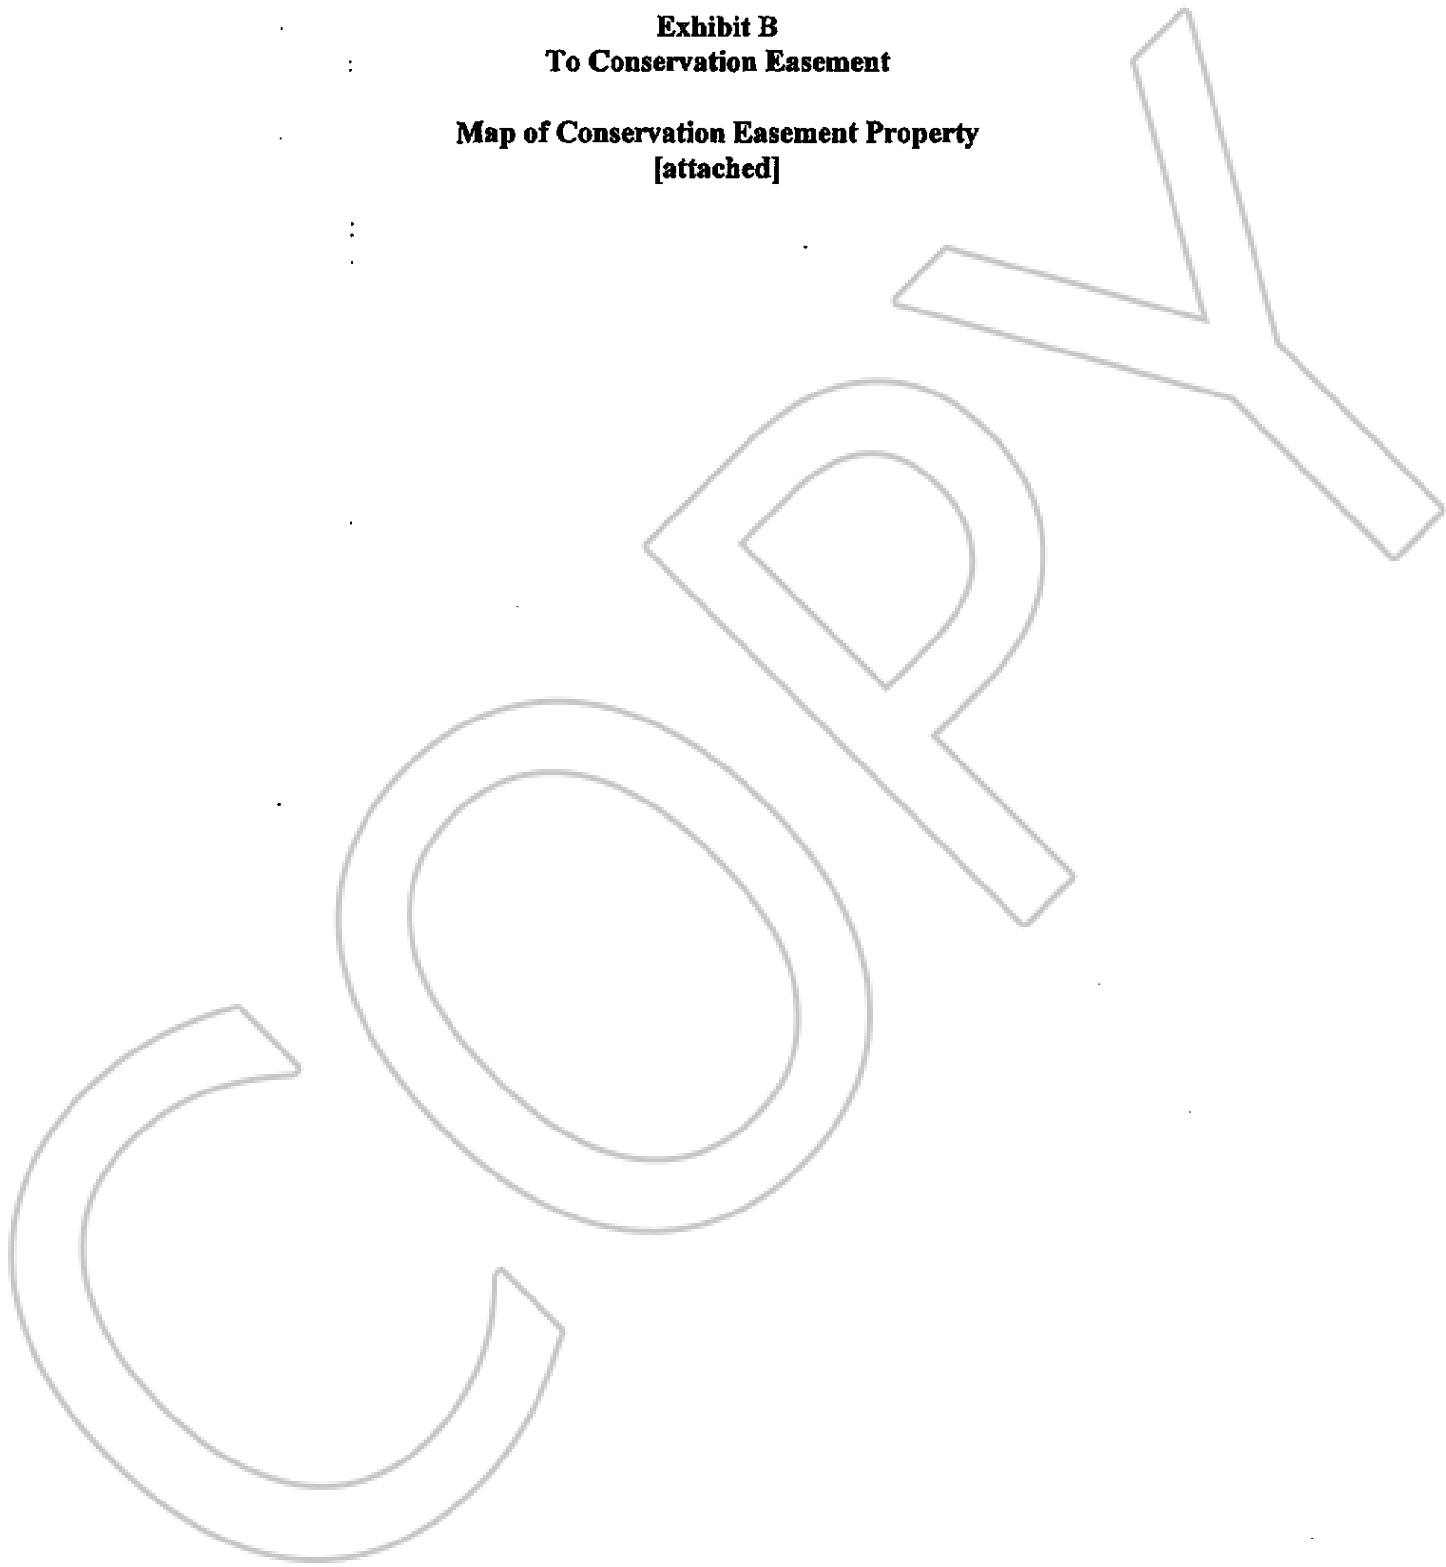 Exhibit B
To Conservation Easement
Map of Conservation Easement Property
[attached]
COPY